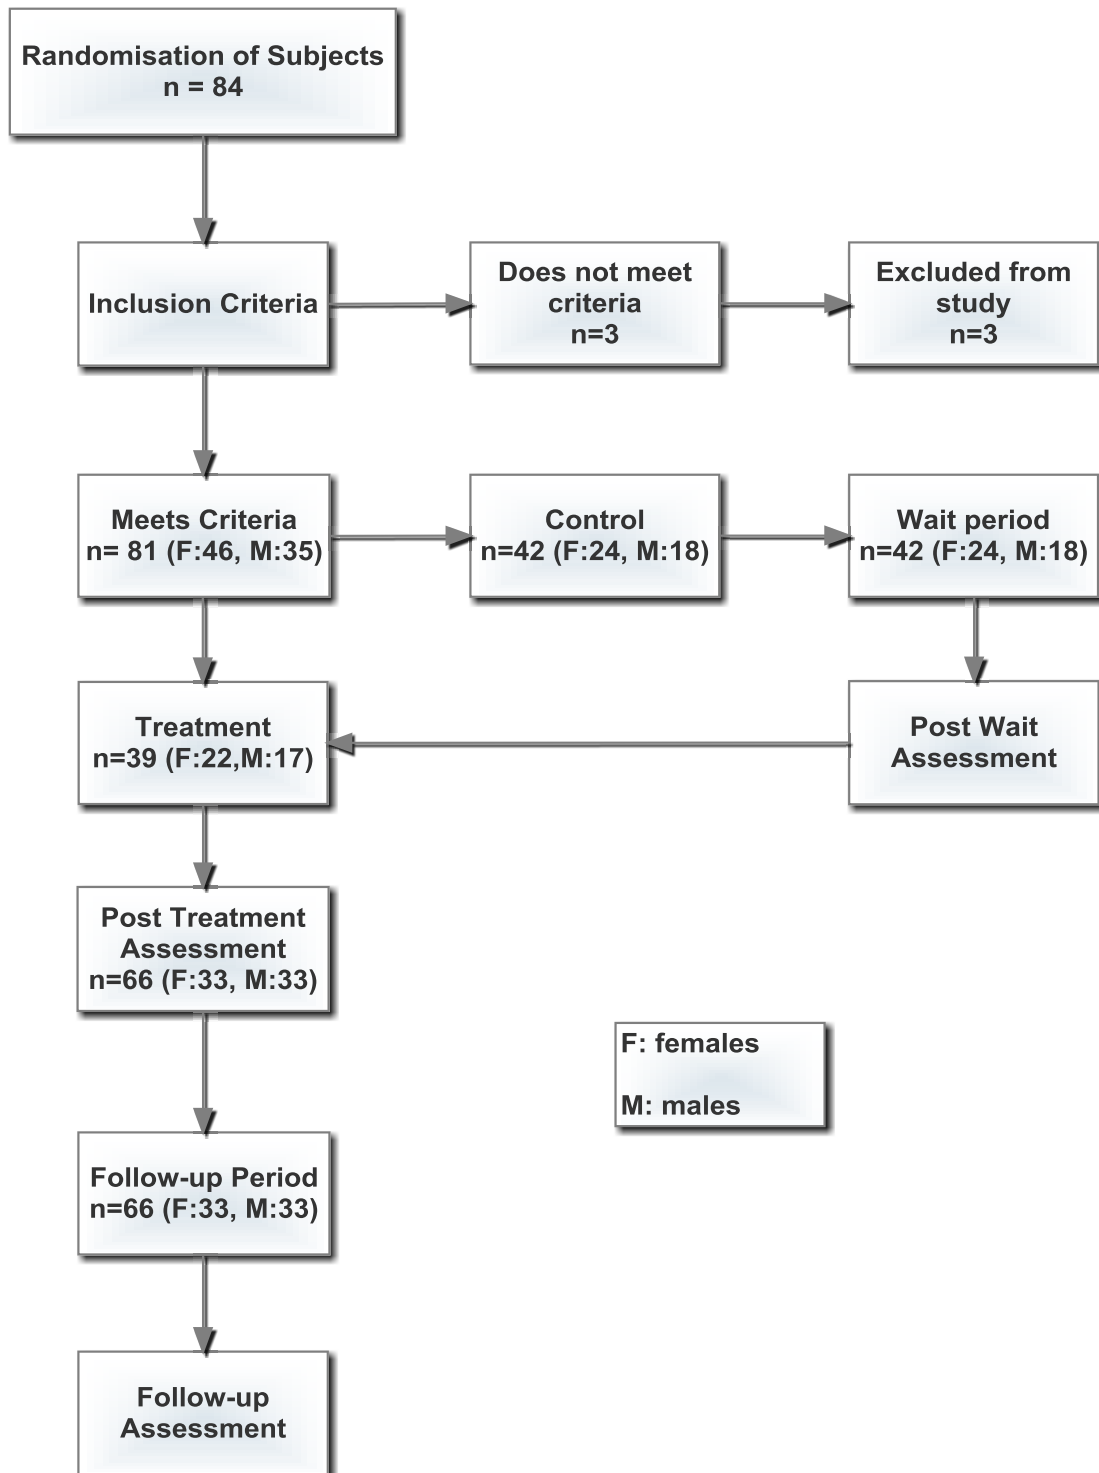 Randomisation of Subjects
n = 84
Inclusion Criteria
Does not meet
criteria
n=3
Excluded from
study
n=3
Meets Criteria
n= 81 (F:46, M:35)
Control
n=42 (F:24, M:18)
Wait period
n=42 (F:24, M:18)
Treatment
n=39 (F:22,M:17)
Post Wait
Assessment
Post Treatment
Assessment
n=66 (F:33, M:33)
F: females
M: males
Follow-up Period
n=66 (F:33, M:33)
Follow-up
Assessment